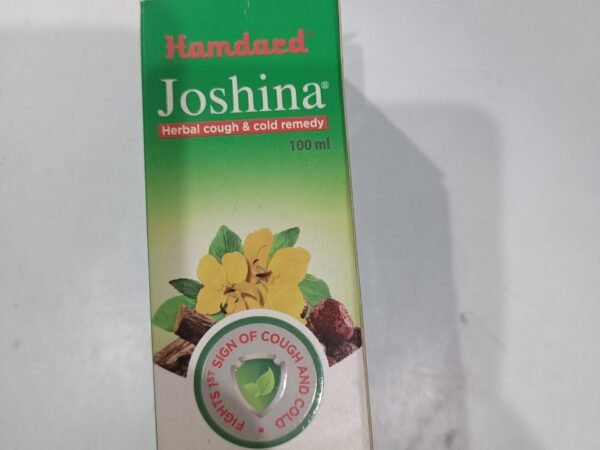 Hamdard®
Joshina®
Herbal cough & cold remedy
100 ml
FIGHTS 1ST SIGN OF COUGH AND COLD